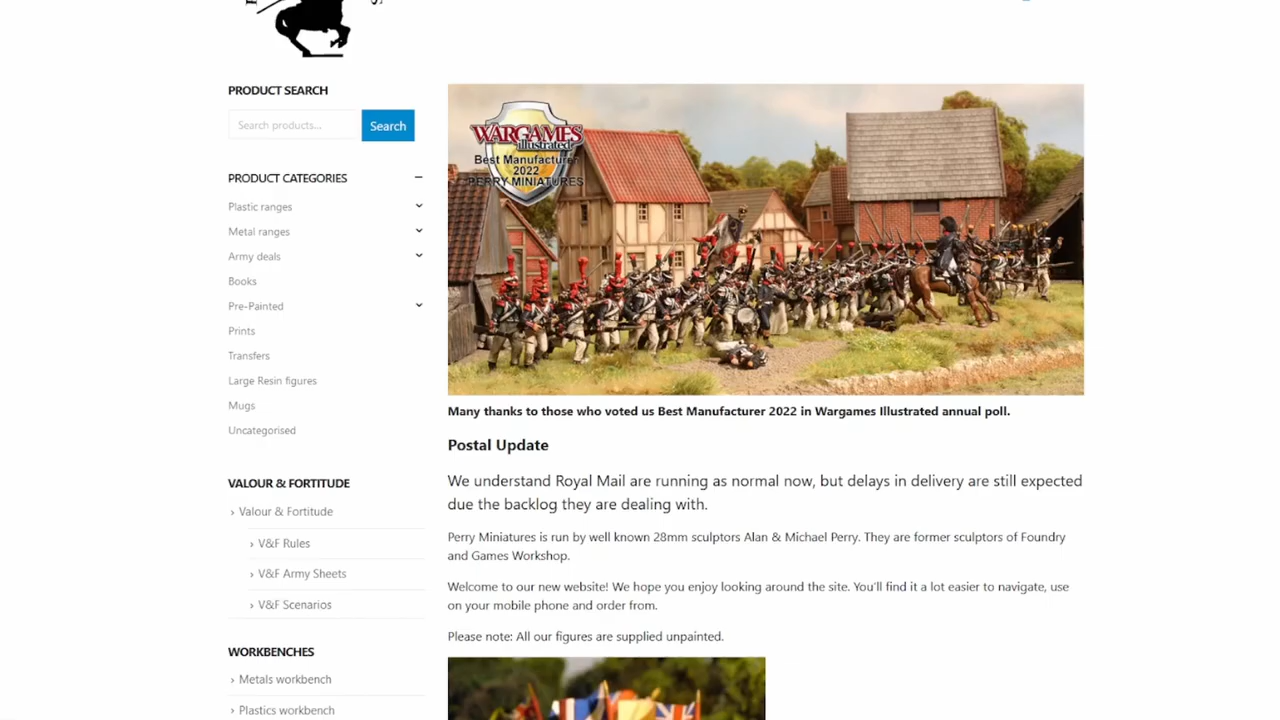 PRODUCT SEARCH
Search products...
Search
PRODUCT CATEGORIES
Plastic ranges
Metal ranges
Army deals
Books
Pre-Painted
Prints
Transfers
Large Resin figures
Mugs
Uncategorised
VALOUR & FORTITUDE
Valour & Fortitude
V&F Rules
V&F Army Sheets
V&F Scenarios
WORKBENCHES
Metals workbench
Plastics workbench
WARGAMES
illustrated
Best Manufacturer
2022
PERRY MINIATURES
Many thanks to those who voted us Best Manufacturer 2022 in Wargames Illustrated annual poll.
Postal Update
We understand Royal Mail are running as normal now, but delays in delivery are still expected
due the backlog they are dealing with.
Perry Miniatures is run by well known 28mm sculptors Alan & Michael Perry. They are former sculptors of Foundry
and Games Workshop.
Welcome to our new website! We hope you enjoy looking around the site. You'll find it a lot easier to navigate, use
on your mobile phone and order from.
Please note: All our figures are supplied unpainted.